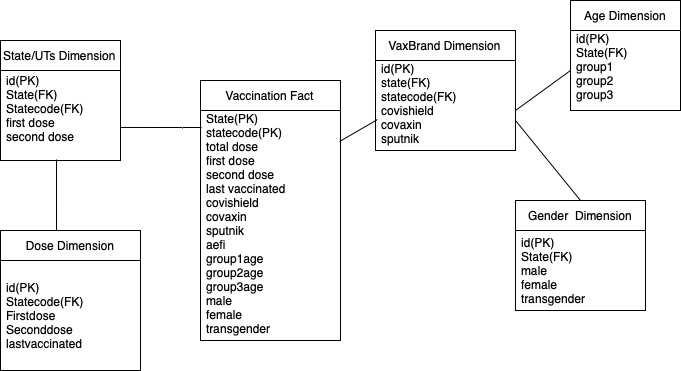 State/UTs Dimension
id(PK)
State(FK)
Statecode(FK)
first dose
second dose
Dose Dimension
id(PK)
Statecode(FK)
Firstdose
Seconddose
lastvaccinated
Vaccination Fact
State(PK)
statecode(PK)
total dose
first dose
second dose
last vaccinated
covishield
covaxin
sputnik
aefi
group1age
group2age
group3age
male
female
transgender
VaxBrand Dimension
id(PK)
state(FK)
statecode(FK)
covishield
covaxin
sputnik
Age Dimension
id(PK)
State(FK)
group1
group2
group3
Gender  Dimension
id(PK)
State(FK)
male
female
transgender